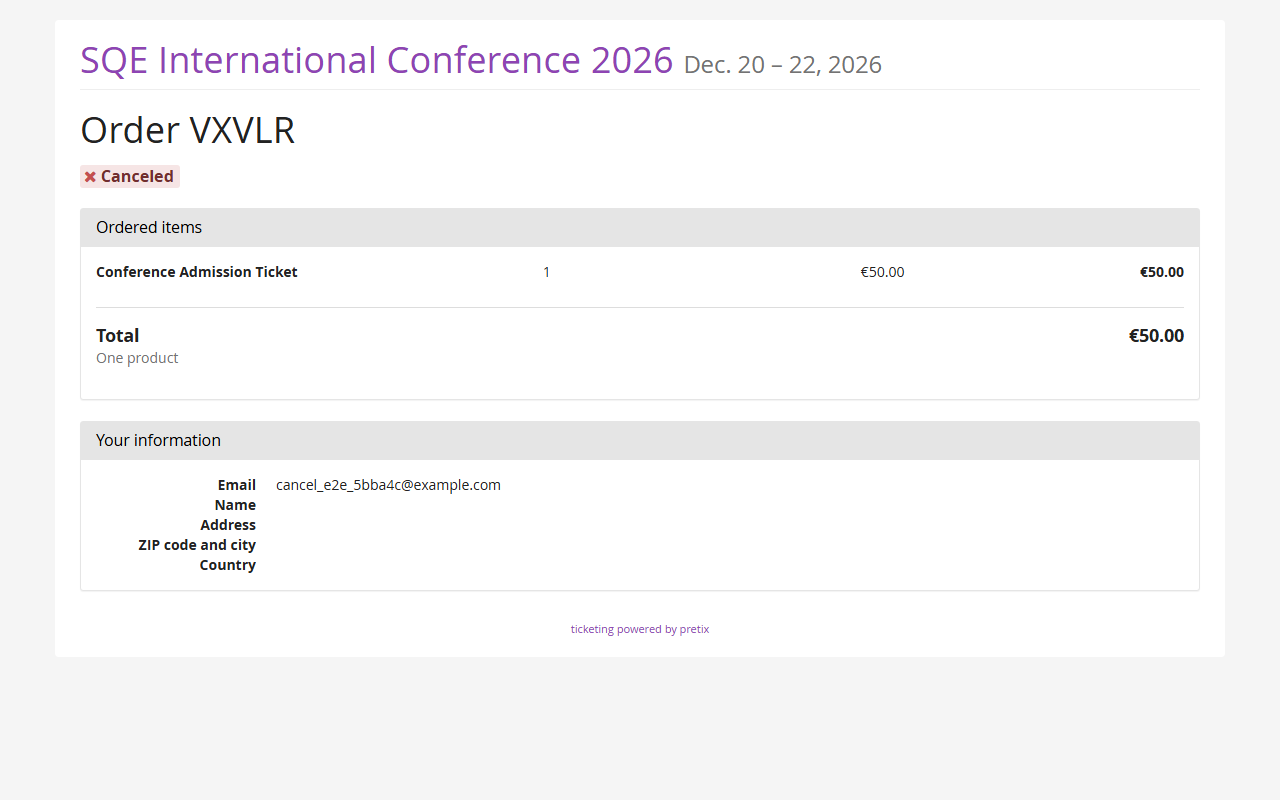 SQE International Conference 2026 Dec. 20 – 22, 2026
Order VXVLR
Canceled
Ordered items
Conference Admission Ticket 1 €50.00 €50.00
Total €50.00
One product
Your information
Email cancel_e2e_5bba4c@example.com
Name
Address
ZIP code and city
Country
ticketing powered by pretix